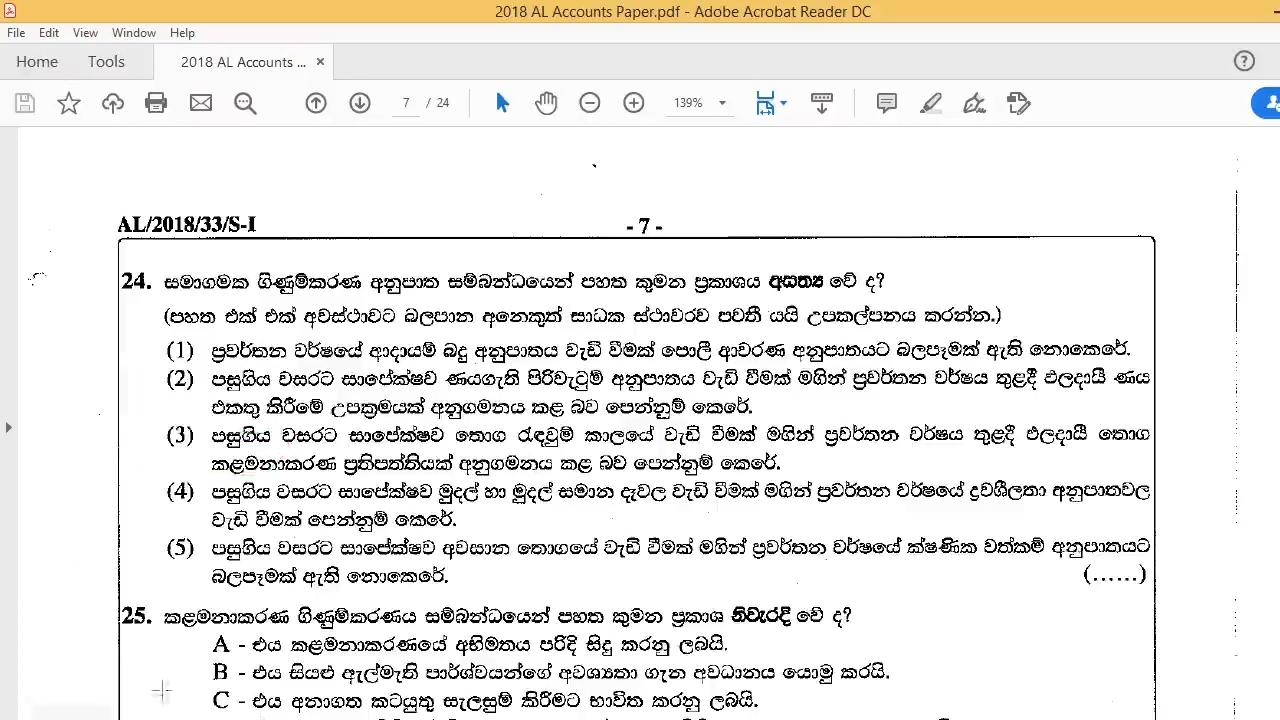 2018 AL Accounts Paper.pdf - Adobe Acrobat Reader DC
File Edit View Window Help
Home Tools 2018 AL Accounts ... ×
7 / 24 139%
AL/2018/33/S-I - 7 -
24. සමාගමක ගිණුම්කරණ අනුපාත සම්බන්ධයෙන් පහත කුමන ප්‍රකාශය අසත්‍ය වේ ද?
(පහත එක් එක් අවස්ථාවට බලපාන අනෙකුත් සාධක ස්ථාවරව පවතී යයි උපකල්පනය කරන්න.)
(1) ප්‍රවර්තන වර්ෂයේ ආදායම් බදු අනුපාතය වැඩි වීමක් පොලී ආවරණ අනුපාතයට බලපෑමක් ඇති නොකෙරේ.
(2) පසුගිය වසරට සාපේක්ෂව ණයගැති පිරිවැටුම් අනුපාතය වැඩි වීමක් මගින් ප්‍රවර්තන වර්ෂය තුළදී ඵලදායී ණය
එකතු කිරීමේ උපක්‍රමයක් අනුගමනය කළ බව පෙන්නුම් කෙරේ.
(3) පසුගිය වසරට සාපේක්ෂව තොග රැඳවුම් කාලයේ වැඩි වීමක් මගින් ප්‍රවර්තන වර්ෂය තුළදී ඵලදායී තොග
කළමනාකරණ ප්‍රතිපත්තියක් අනුගමනය කළ බව පෙන්නුම් කෙරේ.
(4) පසුගිය වසරට සාපේක්ෂව මුදල් හා මුදල් සමාන දැවල වැඩි වීමක් මගින් ප්‍රවර්තන වර්ෂයේ ද්‍රවශීලතා අනුපාතවල
වැඩි වීමක් පෙන්නුම් කෙරේ.
(5) පසුගිය වසරට සාපේක්ෂව අවසාන තොගයේ වැඩි වීමක් මගින් ප්‍රවර්තන වර්ෂයේ ක්ෂණික වත්කම් අනුපාතයට
බලපෑමක් ඇති නොකෙරේ. (......)
25. කළමනාකරණ ගිණුම්කරණය සම්බන්ධයෙන් පහත කුමන ප්‍රකාශ නිවැරදි වේ ද?
A - එය කළමනාකරණයේ අභිමතය පරිදි සිදු කරනු ලබයි.
B - එය සියළු ඇල්මැති පාර්ශ්වයන්ගේ අවශ්‍යතා ගැන අවධානය යොමු කරයි.
C - එය අනාගත කටයුතු සැලසුම් කිරීමට භාවිත කරනු ලබයි.